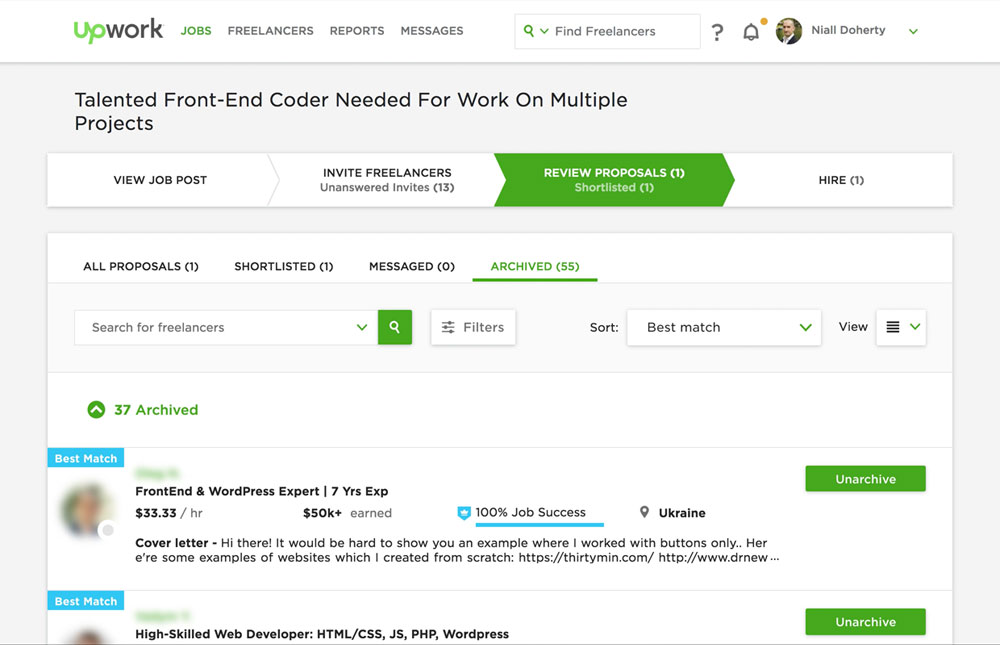 upwork JOBS FREELANCERS REPORTS MESSAGES Find Freelancers ? Niall Doherty
Talented Front-End Coder Needed For Work On Multiple
Projects
VIEW JOB POST
INVITE FREELANCERS
Unanswered Invites (13)
REVIEW PROPOSALS (1)
Shortlisted (1)
HIRE (1)
ALL PROPOSALS (1) SHORTLISTED (1) MESSAGED (0) ARCHIVED (55)
Search for freelancers Filters Sort: Best match View
37 Archived
Best Match
FrontEnd & WordPress Expert | 7 Yrs Exp
Unarchive
$33.33 / hr $50k+ earned 100% Job Success Ukraine
Cover letter - Hi there! It would be hard to show you an example where I worked with buttons only.. Her
e're some examples of websites which I created from scratch: https://thirtymin.com/ http://www.drnew ...
Best Match
High-Skilled Web Developer: HTML/CSS, JS, PHP, Wordpress
Unarchive